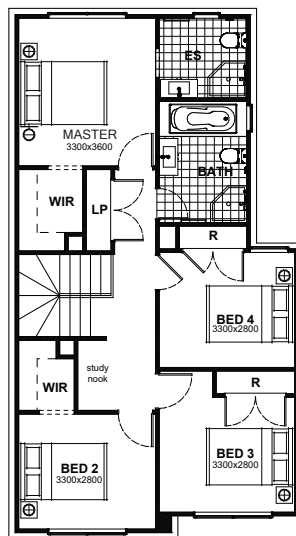 ES
MASTER
3300x3600
BATH
WIR
LP
R
BED 4
3300x2800
study
nook
WIR
R
BED 2
3300x2800
BED 3
3300x2800